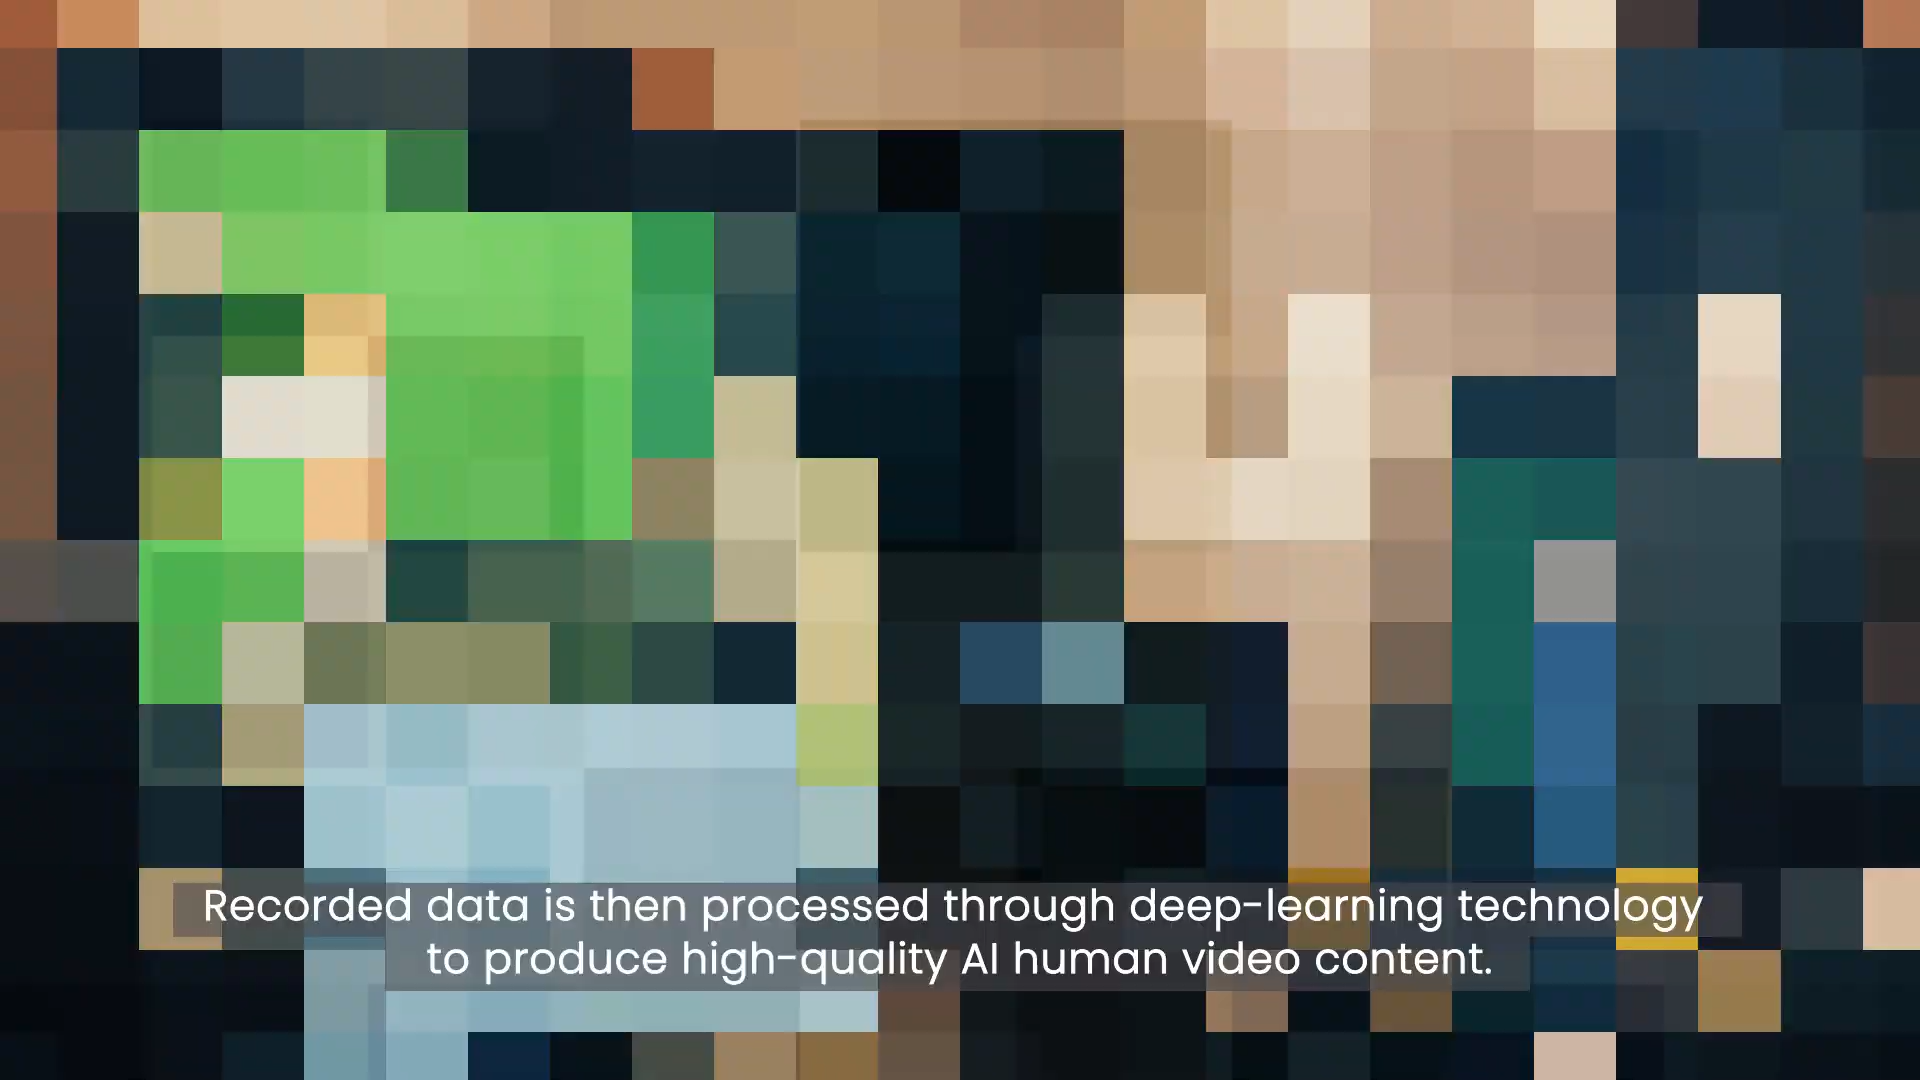 Recorded data is then processed through deep-learning technology
to produce high-quality AI human video content.